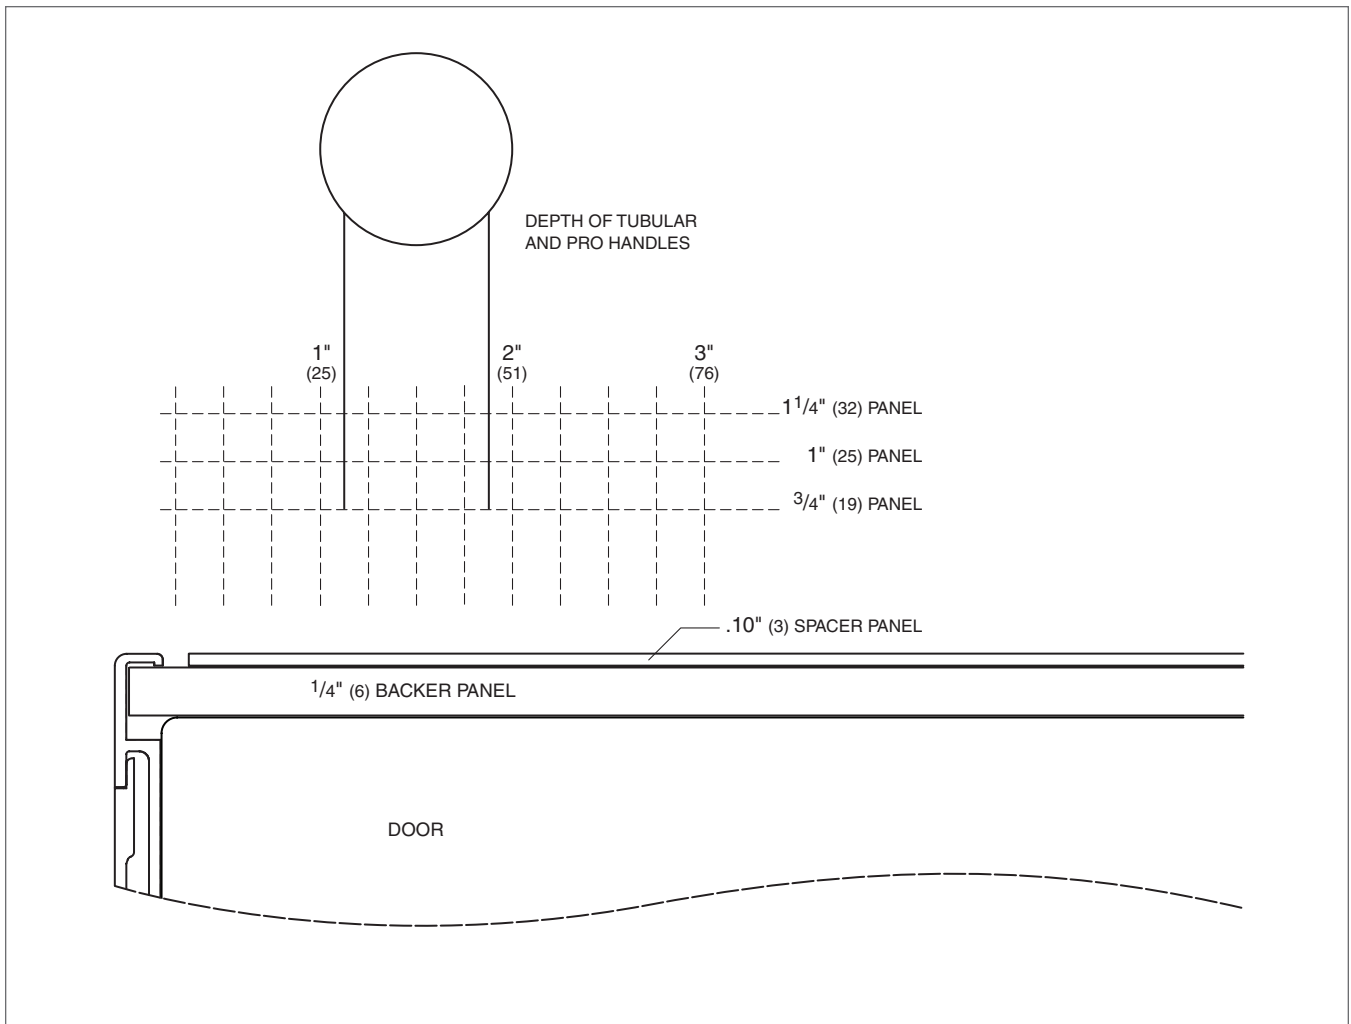 DEPTH OF TUBULAR
AND PRO HANDLES
1" 2" 3"
(25) (51) (76)
1 1/4" (32) PANEL
1" (25) PANEL
3/4" (19) PANEL
.10" (3) SPACER PANEL
1/4" (6) BACKER PANEL
DOOR